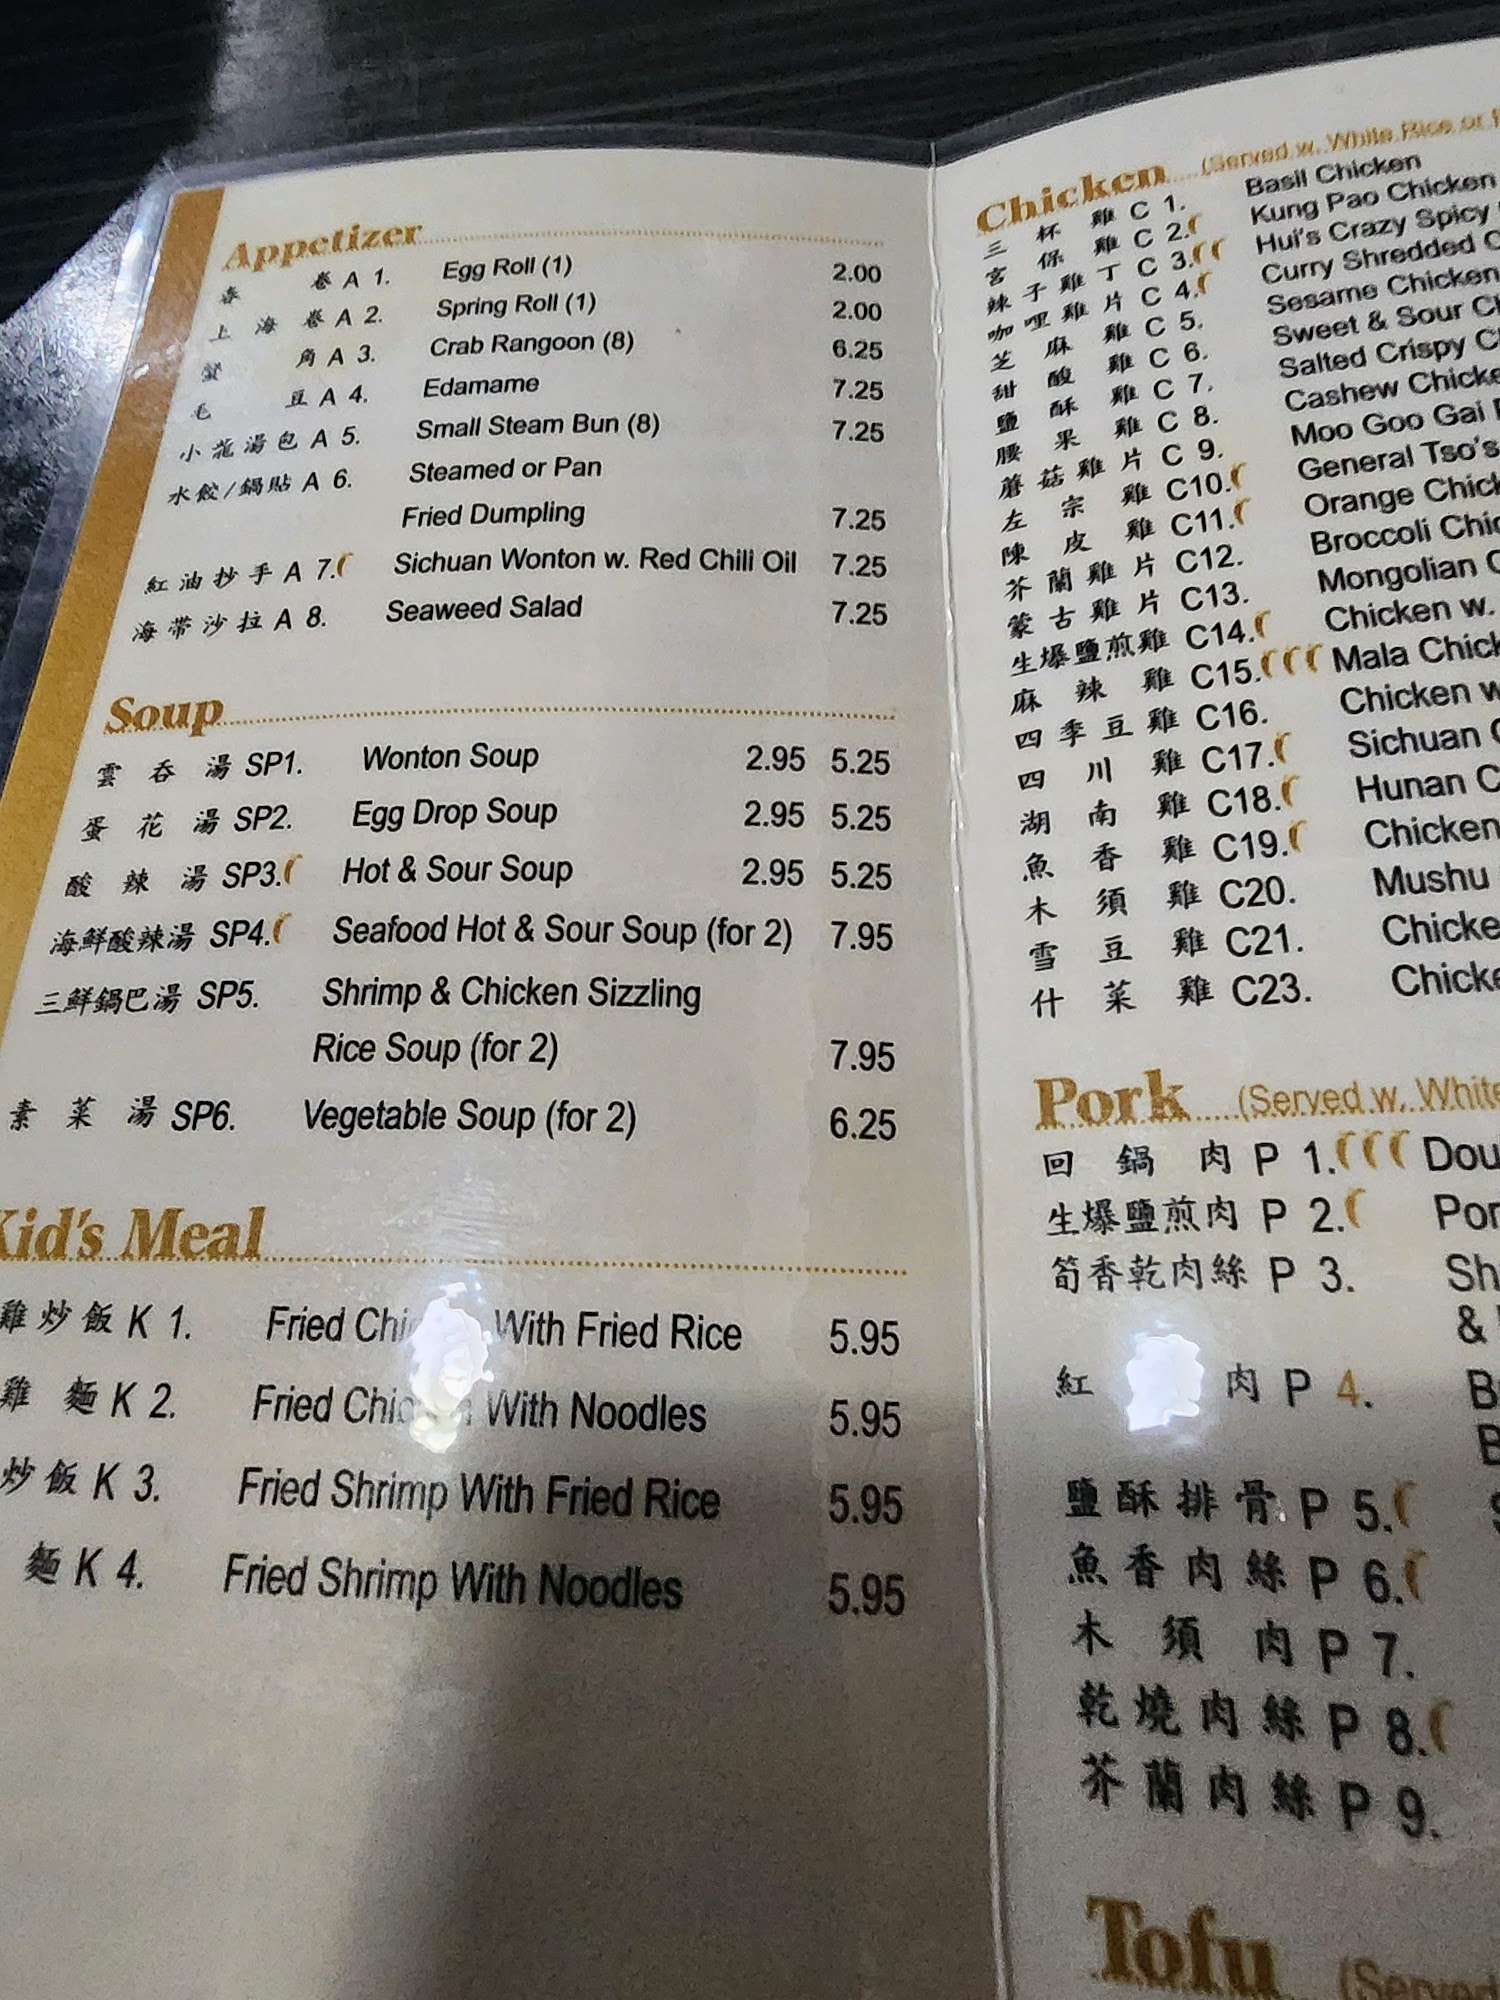 Appetizer
春 卷 A 1. Egg Roll (1) 2.00
上海卷 A 2. Spring Roll (1) 2.00
蟹 角 A 3. Crab Rangoon (8) 6.25
毛 豆 A 4. Edamame 7.25
小龍湯包 A 5. Small Steam Bun (8) 7.25
水餃/鍋貼 A 6. Steamed or Pan
Fried Dumpling 7.25
紅油抄手 A 7. Sichuan Wonton w. Red Chili Oil 7.25
海帶沙拉 A 8. Seaweed Salad 7.25
Soup
雲吞湯 SP1. Wonton Soup 2.95 5.25
蛋花湯 SP2. Egg Drop Soup 2.95 5.25
酸辣湯 SP3. Hot & Sour Soup 2.95 5.25
海鮮酸辣湯 SP4. Seafood Hot & Sour Soup (for 2) 7.95
三鮮鍋巴湯 SP5. Shrimp & Chicken Sizzling
Rice Soup (for 2) 7.95
素菜湯 SP6. Vegetable Soup (for 2) 6.25
Kid's Meal
雞炒飯 K 1. Fried With Fried Rice 5.95
雞麵 K 2. Fried With Noodles 5.95
炒飯 K 3. Fried Shrimp With Fried Rice 5.95
麵 K 4. Fried Shrimp With Noodles 5.95
Chicken (Served w. White Rice or
三杯雞 C 1. Basil Chicken
宮保雞 C 2. Kung Pao Chicken
辣子雞丁 C 3. Hui's Crazy Spicy
咖哩雞片 C 4. Curry Shredded
芝麻雞 C 5. Sesame Chicken
甜酸雞 C 6. Sweet & Sour
鹽酥雞 C 7. Salted Crispy
腰果雞 C 8. Cashew
蘑菇雞片 C 9. Moo Goo Gai
左宗雞 C10. General Tso's
陳皮雞 C11. Orange
芥蘭雞片 C12. Broccoli
蒙古雞片 C13. Mongolian
生爆鹽煎雞 C14. Chicken w.
麻辣雞 C15. Mala
四季豆雞 C16. Chicken
四川雞 C17. Sichuan
湖南雞 C18. Hunan
魚香雞 C19. Chicken
木須雞 C20. Mushu
雪豆雞 C21.
什菜雞 C23.
Pork (Served w. White
回鍋肉 P 1.
生爆鹽煎肉 P 2.
筍香乾肉絲 P 3.
&
紅 肉 P 4.
鹽酥排骨 P 5.
魚香肉絲 P 6.
木須肉 P 7.
乾燒肉絲 P 8.
芥蘭肉絲 P 9.
Tofu (Served